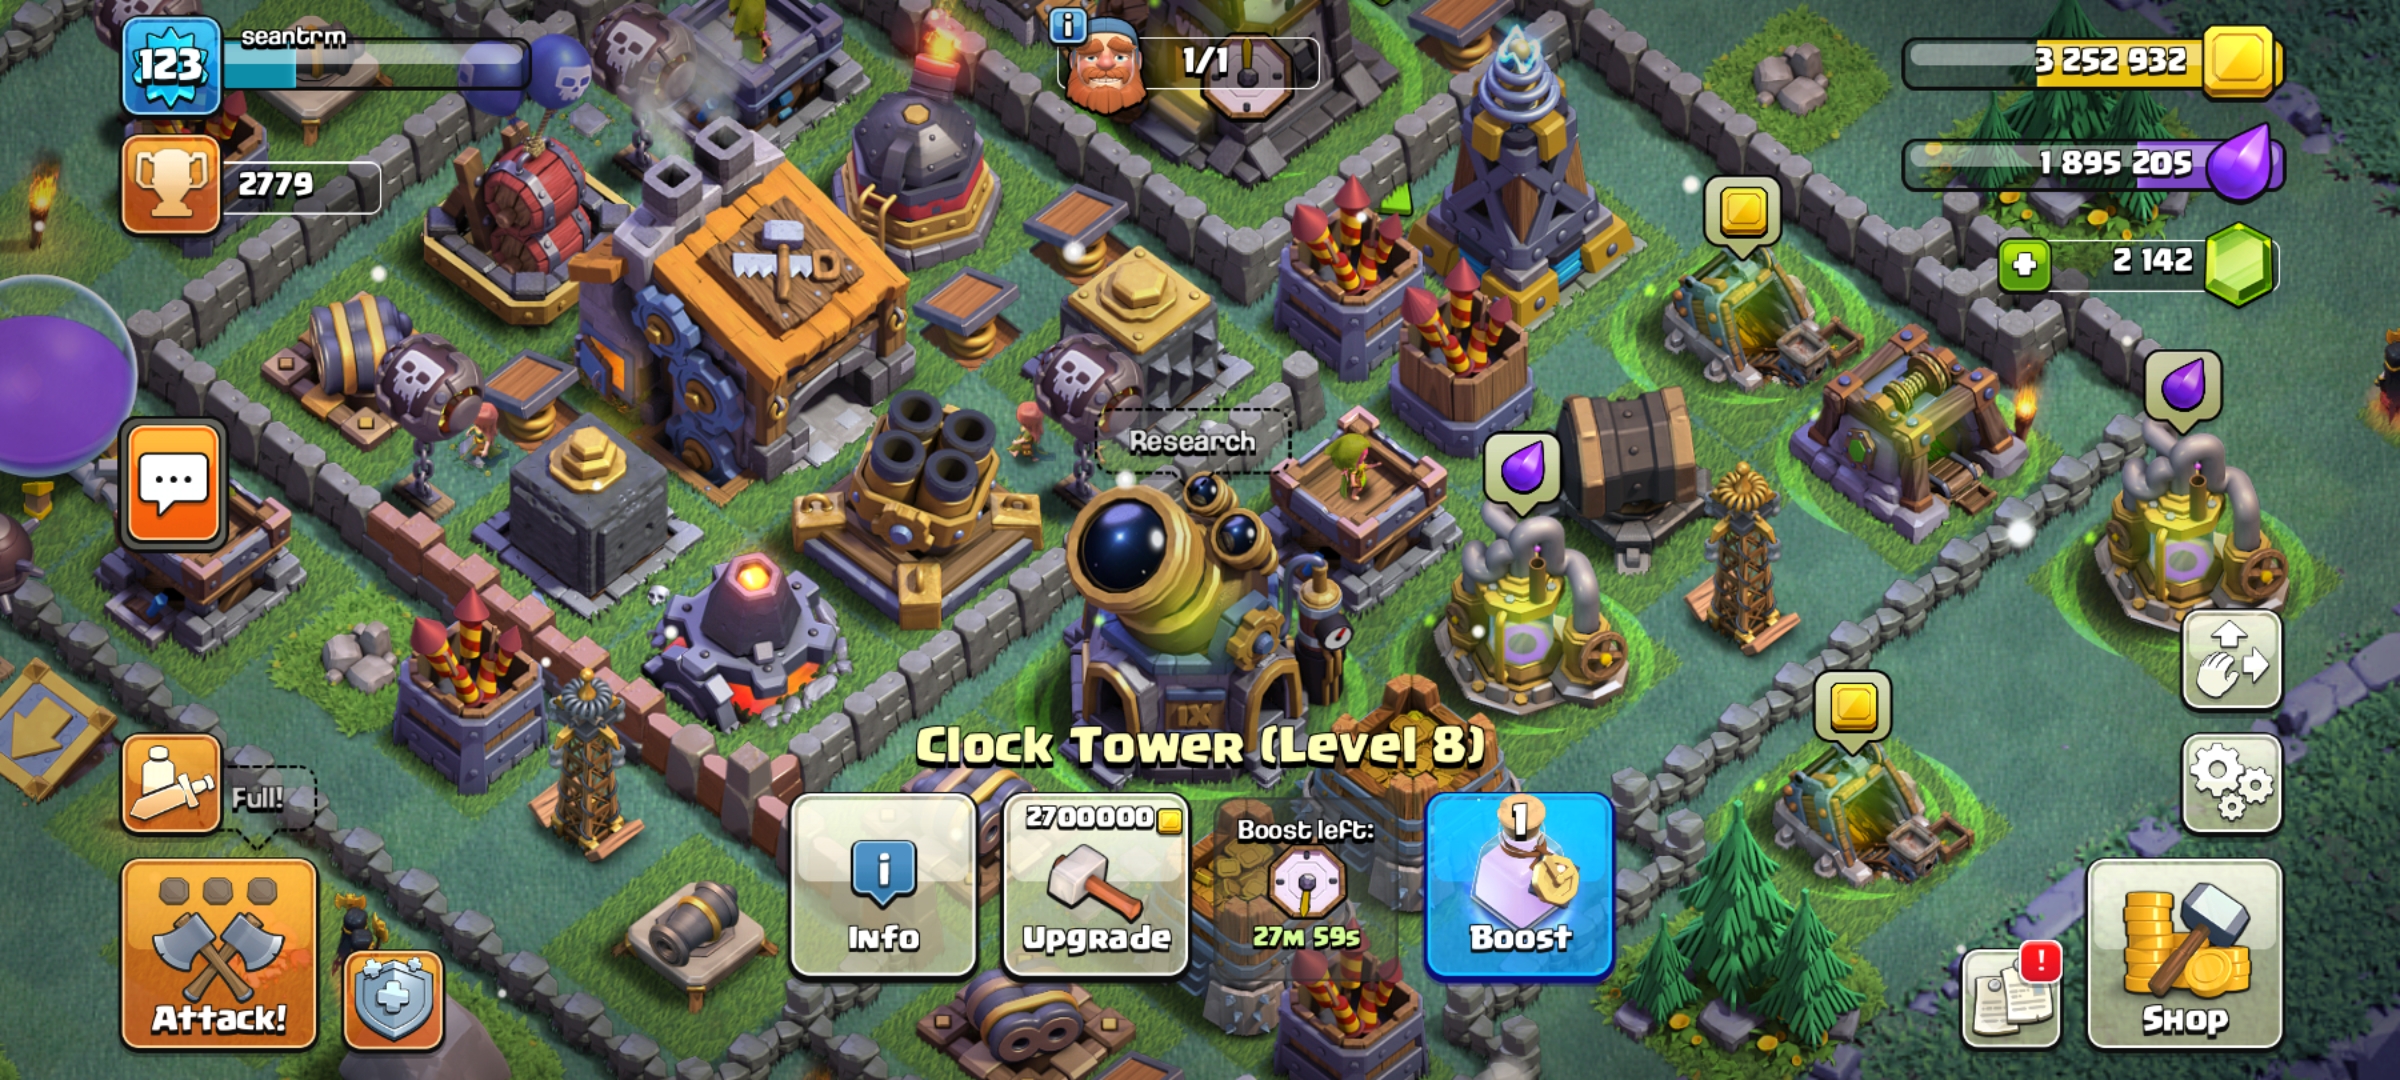 123
seantrm
1/1
3 252 932
2779
1 895 205
2 142
Research
IX
Clock Tower (Level 8)
Full!
Info
2700000
Upgrade
Boost left:
27m 59s
1
Boost
Attack!
!
Shop